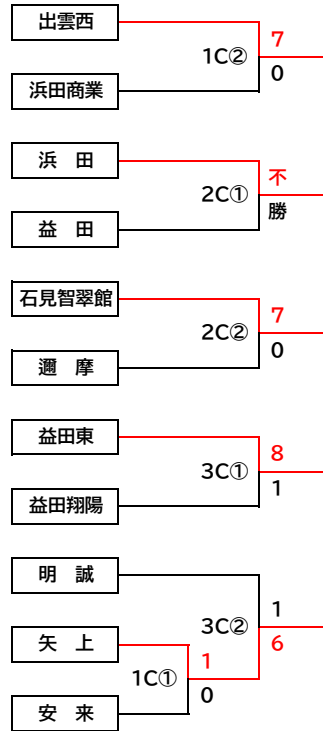 出雲西
7
1C②
0
浜田商業
浜 田
不
2C①
勝
益 田
石見智翠館
7
2C②
0
邇 摩
益田東
8
3C①
1
益田翔陽
明 誠
1
3C②
6
矢 上
1
1C①
0
安 来